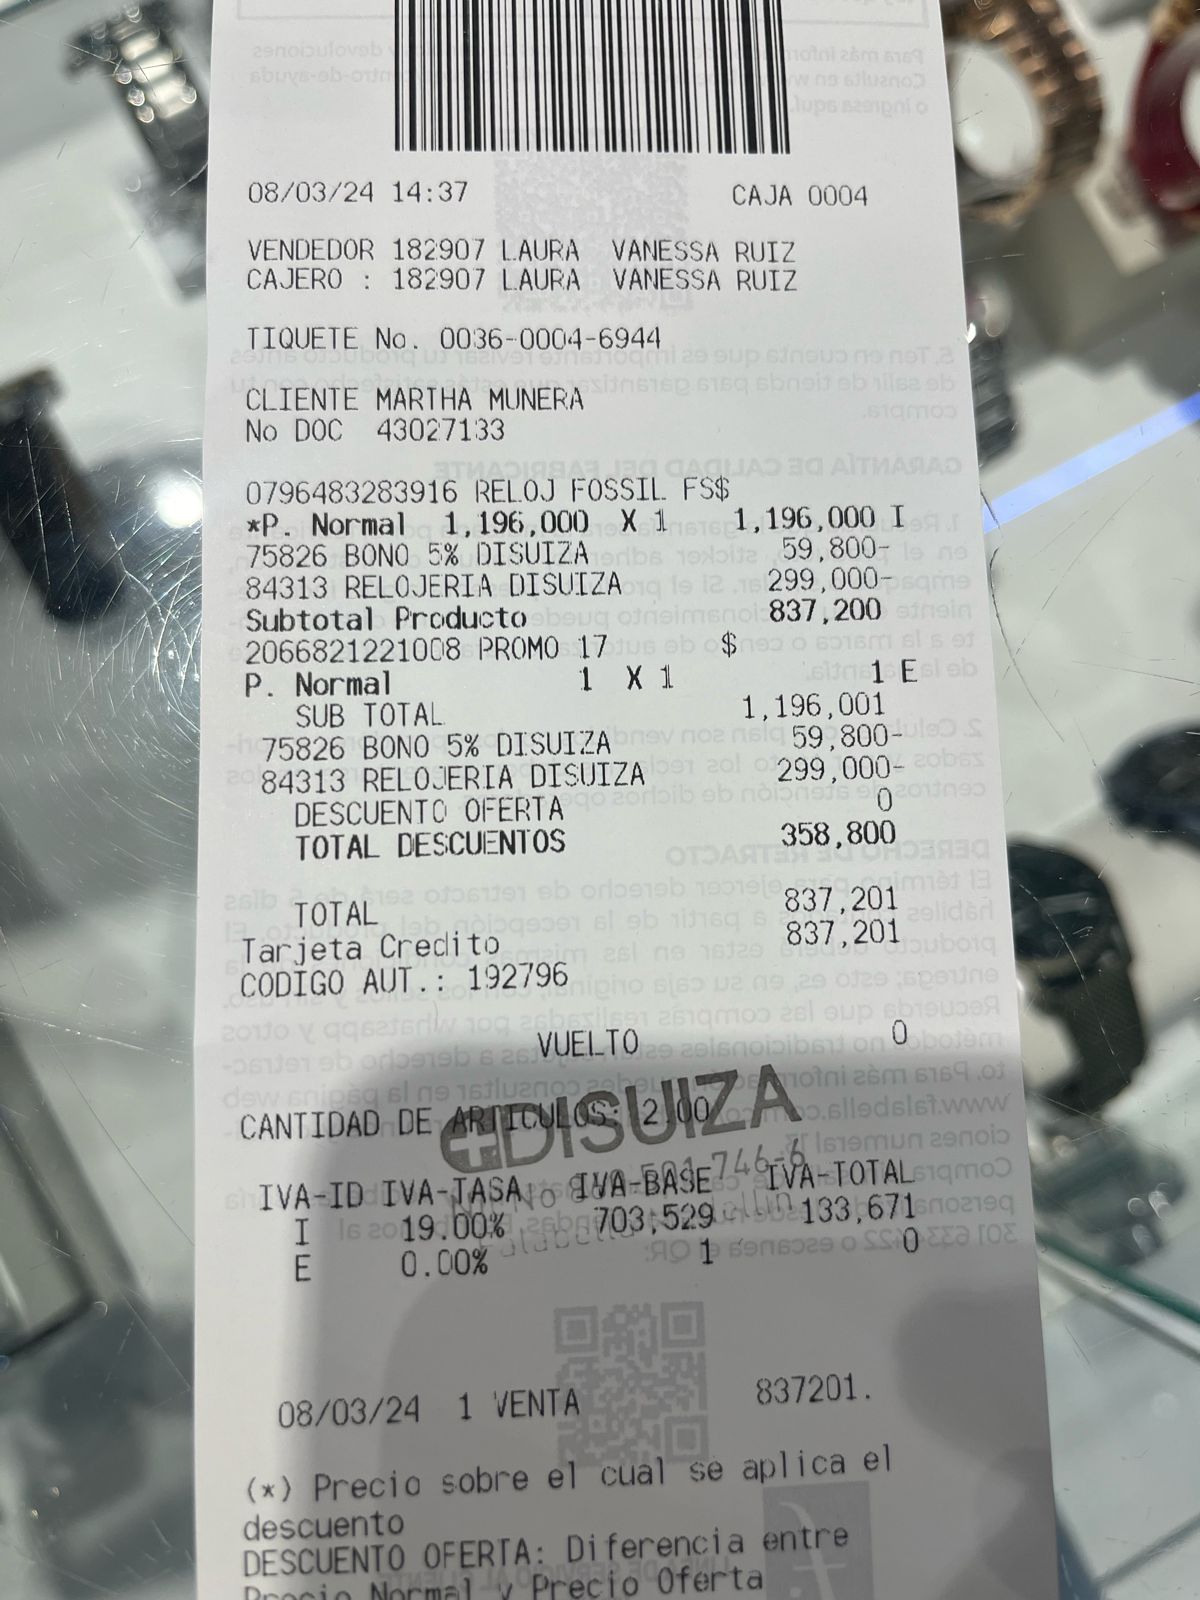 08/03/24 14:37 CAJA 0004
VENDEDOR 182907 LAURA VANESSA RUIZ
CAJERO : 182907 LAURA VANESSA RUIZ
TIQUETE No. 0036-0004-6944
CLIENTE MARTHA MUNERA
No DOC 43027133
0796483283916 RELOJ FOSSIL FS$
*P. Normal 1,196,000 X 1 1,196,000 I
75826 BONO 5% DISUIZA 59,800-
84313 RELOJERIA DISUIZA 299,000-
Subtotal Producto 837,200
2066821221008 PROMO 17 $
P. Normal 1 X 1 1 E
SUB TOTAL 1,196,001
75826 BONO 5% DISUIZA 59,800-
84313 RELOJERIA DISUIZA 299,000-
DESCUENTO OFERTA 0
TOTAL DESCUENTOS 358,800
TOTAL 837,201
Tarjeta Credito 837,201
CODIGO AUT.: 192796
VUELTO 0
DISUIZA
CANTIDAD DE ARTICULOS: 2.00
IVA-ID IVA-TASA IVA-BASE IVA-TOTAL
I 19.00% 703,529 133,671
E 0.00% 1 0
08/03/24 1 VENTA 837201.
(*) Precio sobre el cual se aplica el
descuento
DESCUENTO OFERTA: Diferencia entre
Precio Normal y Precio Oferta